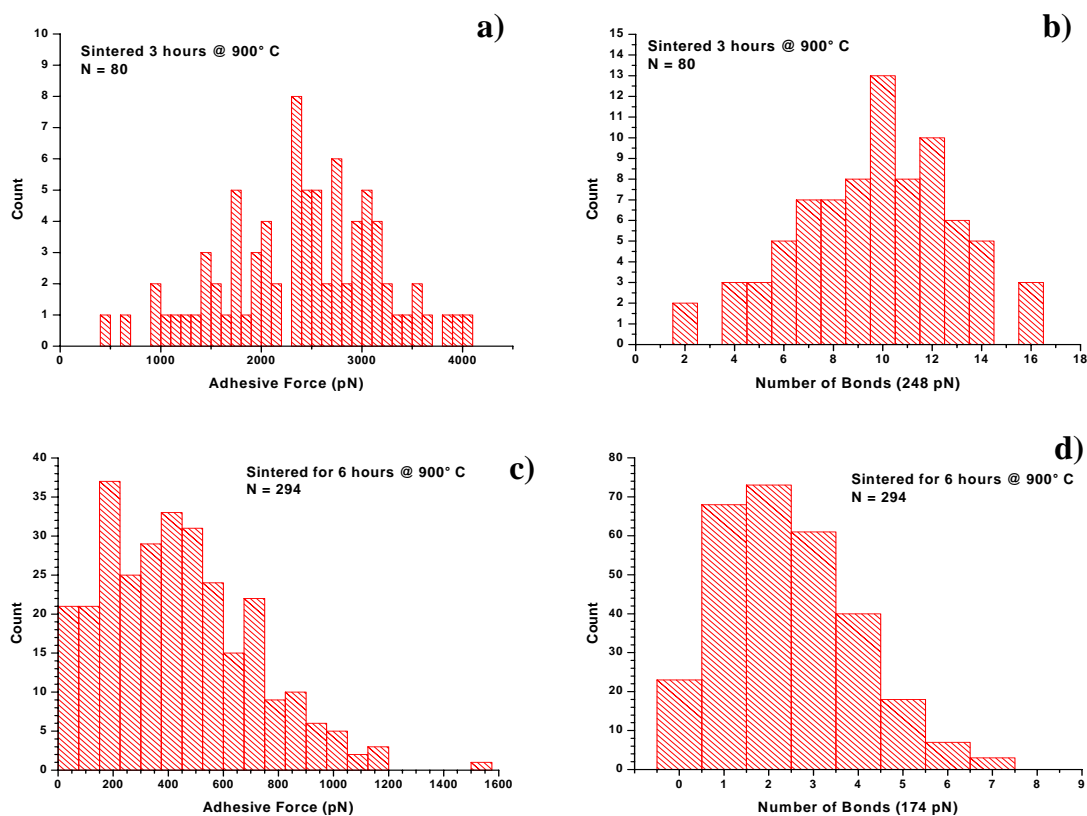 a)
Sintered 3 hours @ 900° C
N = 80
10
9
8
7
6
5
4
3
2
1
0
Count
0 1000 2000 3000 4000
Adhesive Force (pN)
b)
Sintered 3 hours @ 900° C
N = 80
15
14
13
12
11
10
9
8
7
6
5
4
3
2
1
0
Count
0 2 4 6 8 10 12 14 16 18
Number of Bonds (248 pN)
c)
Sintered for 6 hours @ 900° C
N = 294
40
35
30
25
20
15
10
5
0
Count
0 200 400 600 800 1000 1200 1400 1600
Adhesive Force (pN)
d)
Sintered for 6 hours @ 900° C
N = 294
80
70
60
50
40
30
20
10
0
Count
0 1 2 3 4 5 6 7 8 9
Number of Bonds (174 pN)